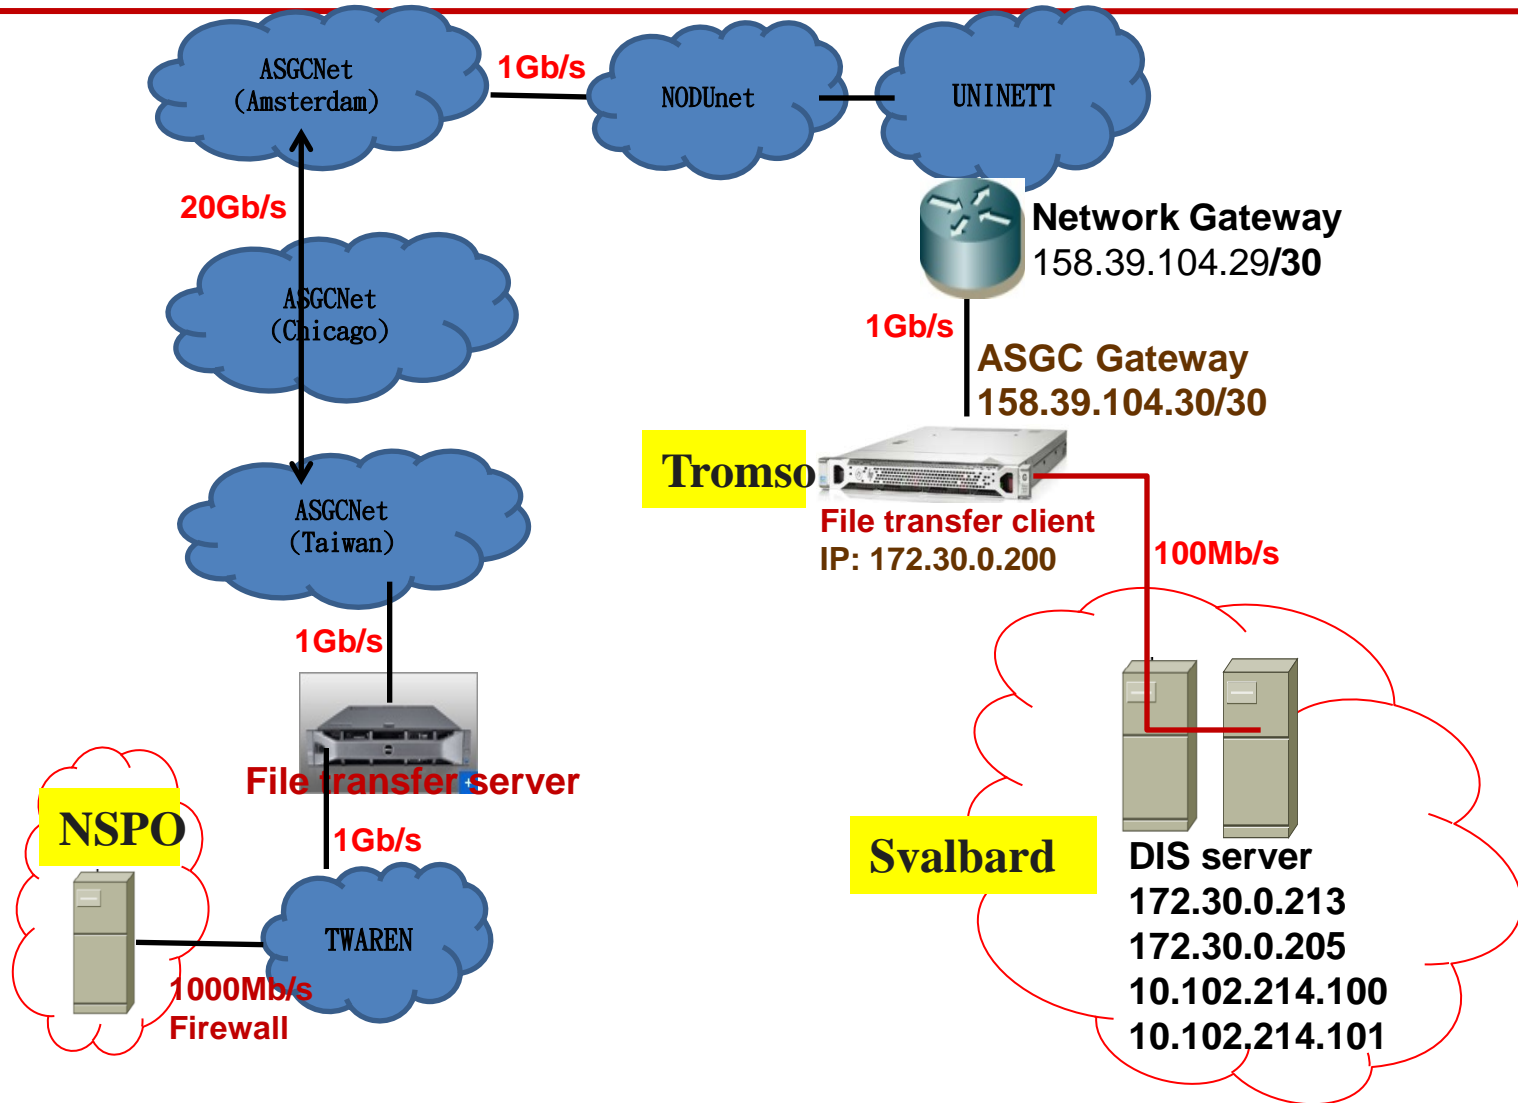 ASGCNet
(Amsterdam)
1Gb/s
NODUnet
UNINETT
20Gb/s
Network Gateway
158.39.104.29/30
ASGCNet
(Chicago)
1Gb/s
ASGC Gateway
158.39.104.30/30
Tromso
File transfer client
IP: 172.30.0.200
ASGCNet
(Taiwan)
100Mb/s
1Gb/s
File transfer server
NSPO
1Gb/s
TWAREN
1000Mb/s
Firewall
Svalbard
DIS server
172.30.0.213
172.30.0.205
10.102.214.100
10.102.214.101